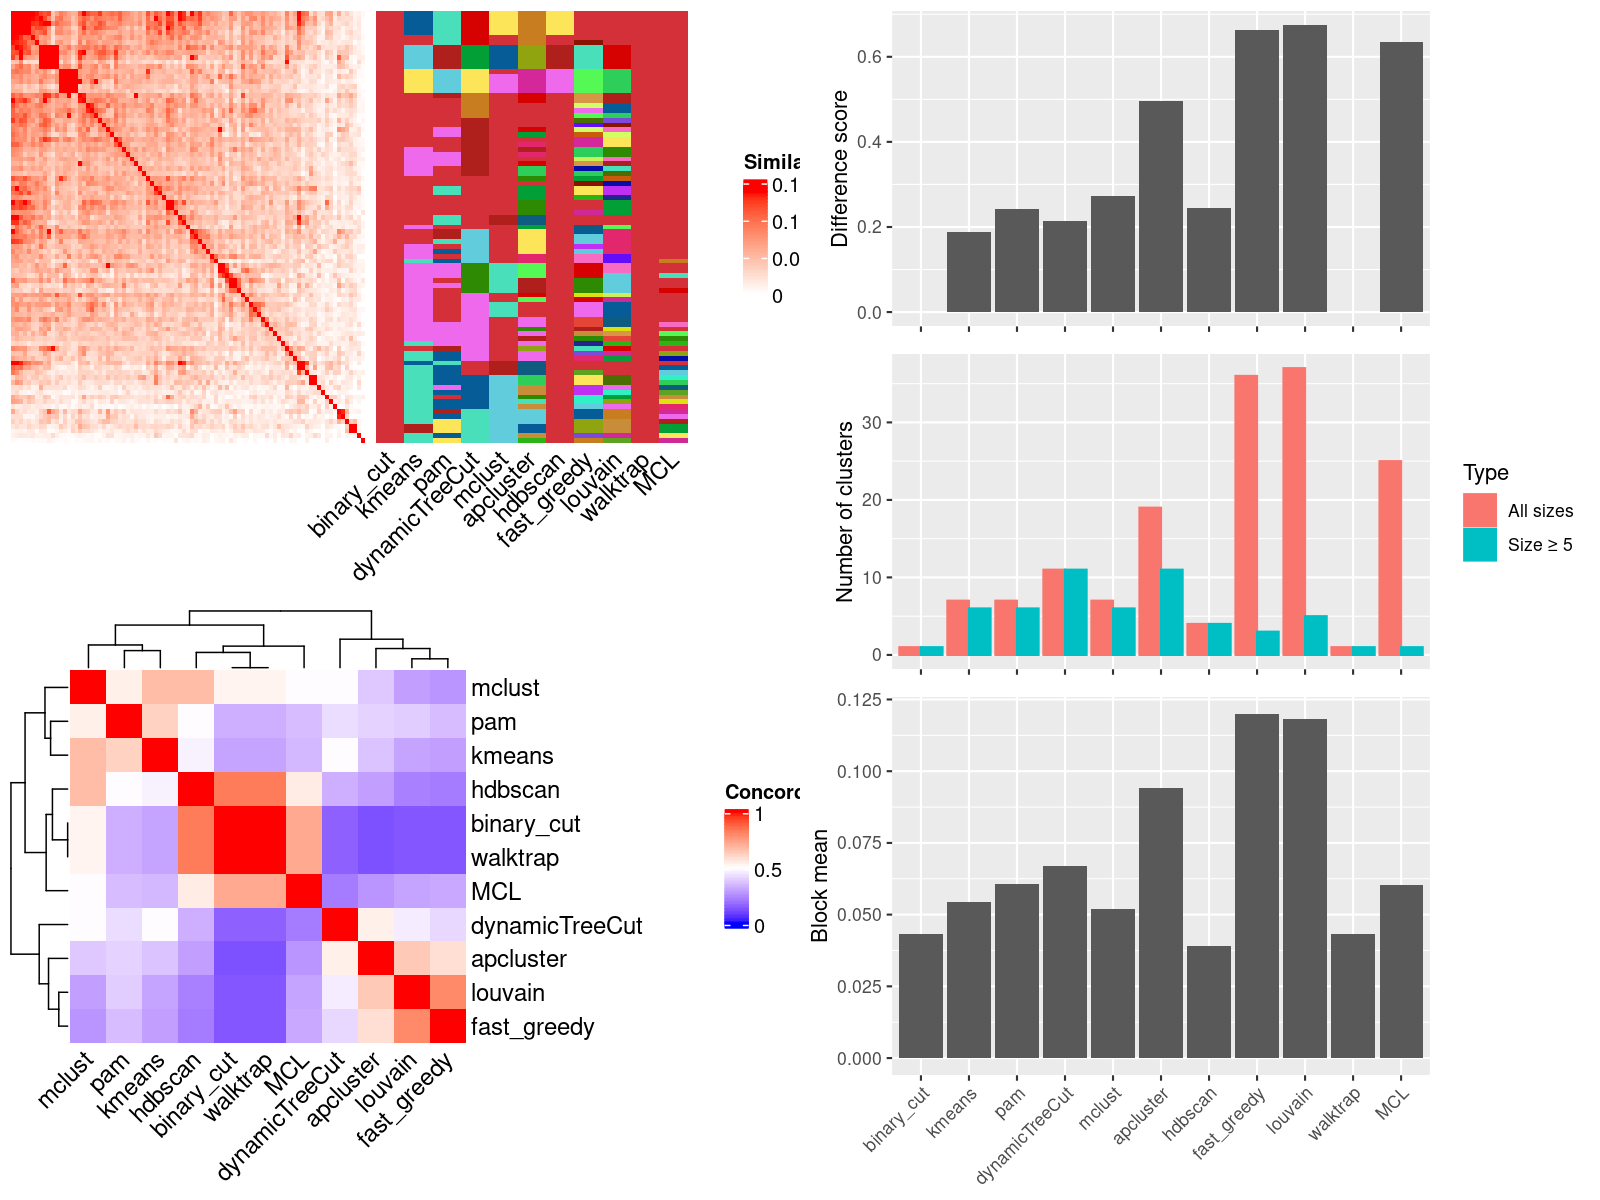 Simila
0.1
0.1
0.0
0
binary_cut
kmeans
pam
dynamicTreeCut
mclust
apcluster
hdbscan
fast_greedy
louvain
walktrap
MCL
mclust
pam
kmeans
hdbscan
binary_cut
walktrap
MCL
dynamicTreeCut
apcluster
louvain
fast_greedy
mclust
pam
kmeans
hdbscan
binary_cut
walktrap
MCL
dynamicTreeCut
apcluster
louvain
fast_greedy
Concord
1
0.5
0
Difference score
0.6
0.4
0.2
0.0
Number of clusters
30
20
10
0
Type
All sizes
Size ≥ 5
Block mean
0.125
0.100
0.075
0.050
0.025
0.000
binary_cut
kmeans
pam
dynamicTreeCut
mclust
apcluster
hdbscan
fast_greedy
louvain
walktrap
MCL